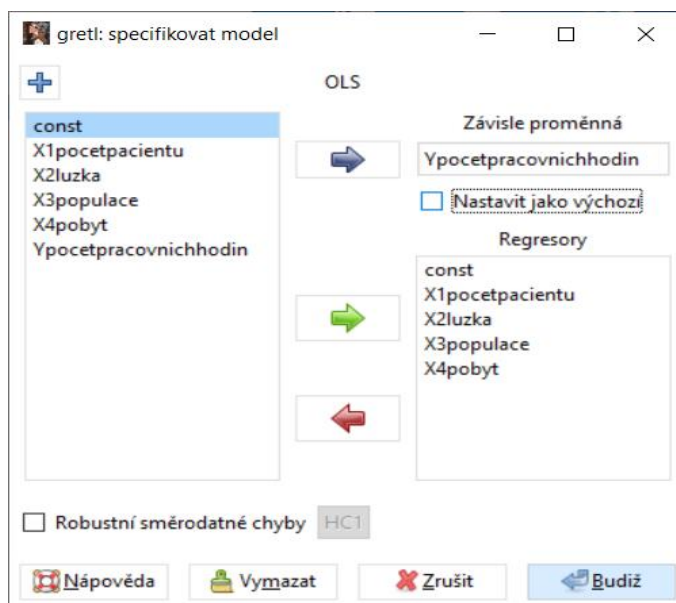 gretl: specifikovat model
OLS
const
X1pocetpacientu
X2luzka
X3populace
X4pobyt
Ypocetpracovnichhodin
Závisle proměnná
Ypocetpracovnichhodin
Nastavit jako výchozí
Regresory
const
X1pocetpacientu
X2luzka
X3populace
X4pobyt
Robustní směrodatné chyby
HC1
Nápověda
Vymazat
Zrušit
Budiž